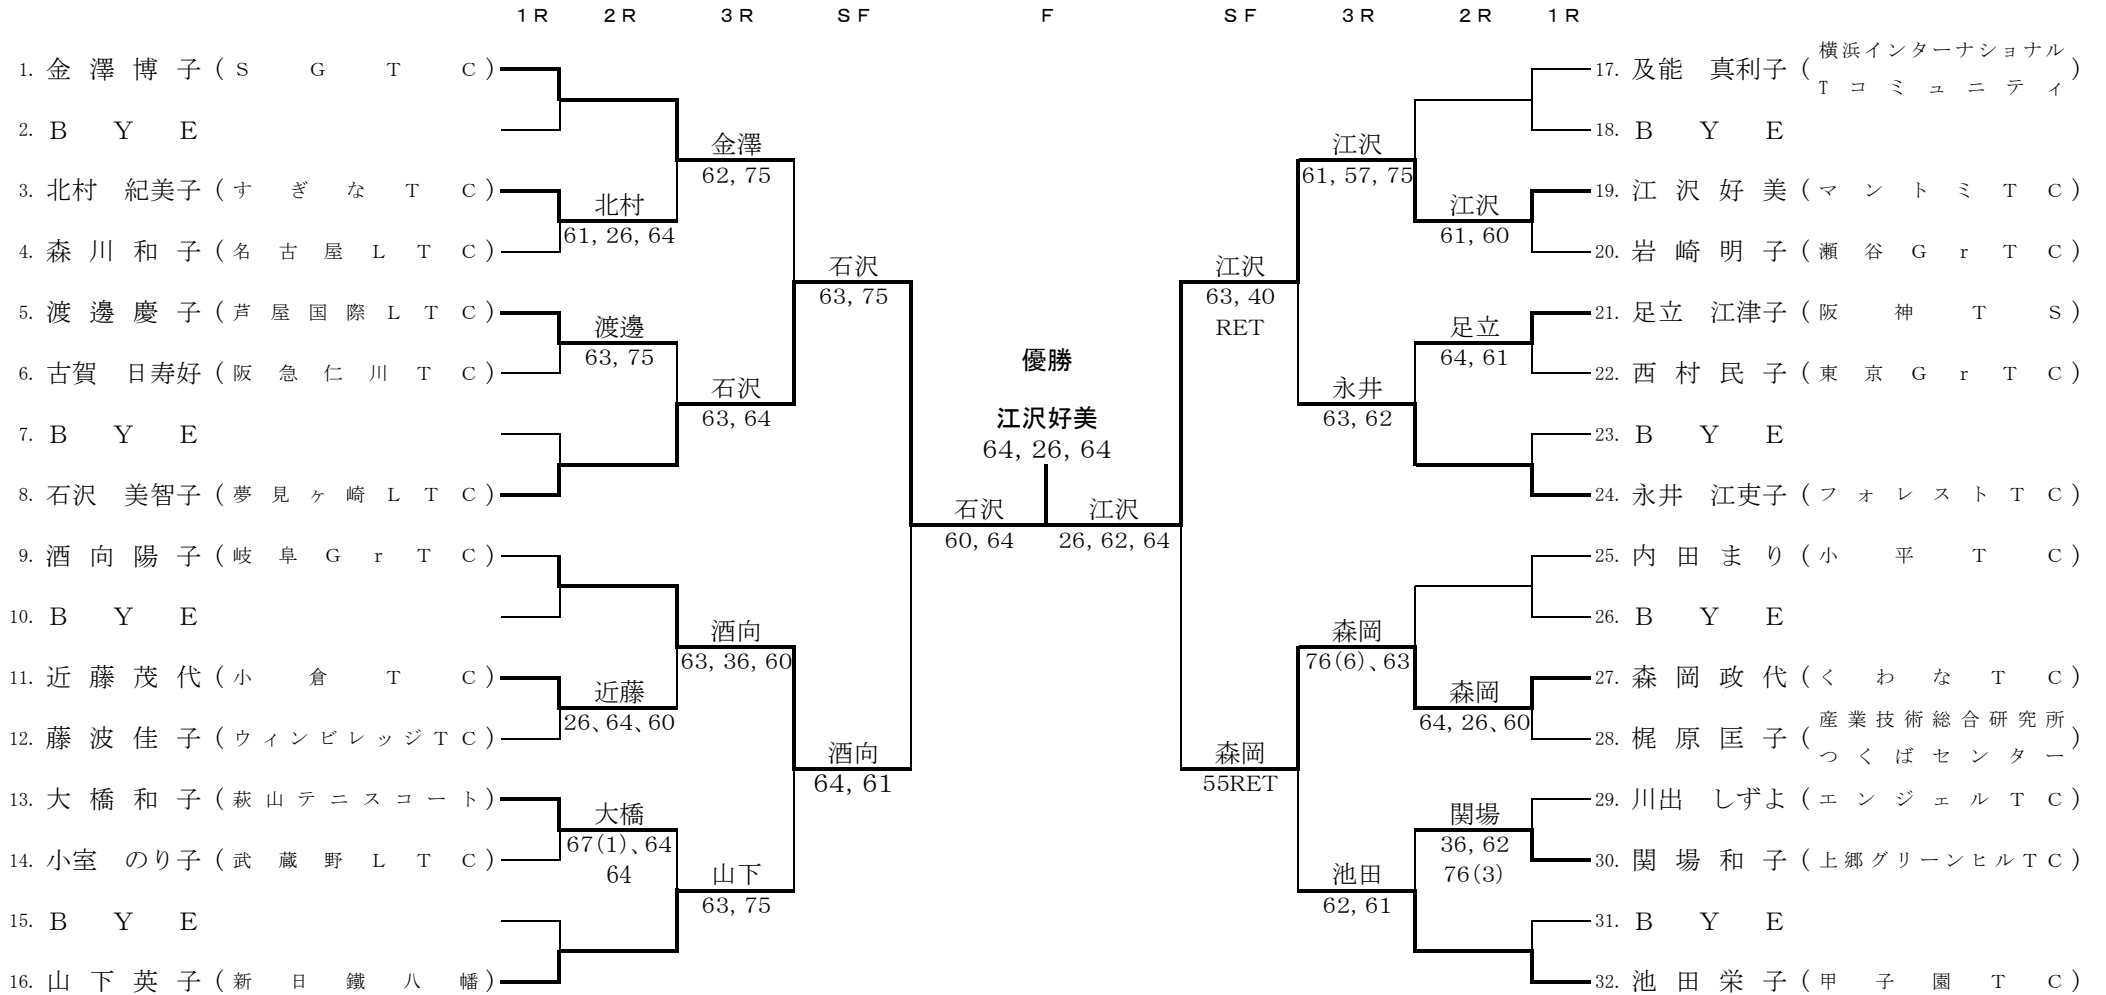 1R 2R 3R SF F SF 3R 2R 1R
1. 金澤博子(SGTC)
2. BYE
3. 北村 紀美子(すぎなTC)
4. 森川和子(名古屋LTC)
5. 渡邊慶子(芦屋国際LTC)
6. 古賀 日寿好(阪急仁川TC)
7. BYE
8. 石沢 美智子(夢見ヶ崎LTC)
9. 酒向陽子(岐阜GrTC)
10. BYE
11. 近藤茂代(小倉TC)
12. 藤波佳子(ウィンビレッジTC)
13. 大橋和子(萩山テニスコート)
14. 小室 のり子(武蔵野LTC)
15. BYE
16. 山下英子(新日鐵八幡)
北村
61, 26, 64
渡邊
63, 75
近藤
26、64、60
大橋
67(1)、64
64
金澤
62, 75
石沢
63, 64
酒向
63, 36, 60
山下
63, 75
石沢
63, 75
酒向
64, 61
優勝
江沢好美
64, 26, 64
石沢
60, 64
江沢
26, 62, 64
江沢
63, 40
RET
森岡
55RET
江沢
61, 57, 75
永井
63, 62
森岡
76(6)、63
池田
62, 61
江沢
61, 60
足立
64, 61
森岡
64, 26、60
関場
36, 62
76(3)
17. 及能 真利子(横浜インターナショナル
Tコミュニティ)
18. BYE
19. 江沢好美(マントミTC)
20. 岩崎明子(瀬谷GrTC)
21. 足立 江津子(阪神TS)
22. 西村民子(東京GrTC)
23. BYE
24. 永井 江吏子(フォレストTC)
25. 内田まり(小平TC)
26. BYE
27. 森岡政代(くわなTC)
28. 梶原匡子(産業技術総合研究所
つくばセンター)
29. 川出 しずよ(エンジェルTC)
30. 関場和子(上郷グリーンヒルTC)
31. BYE
32. 池田栄子(甲子園TC)